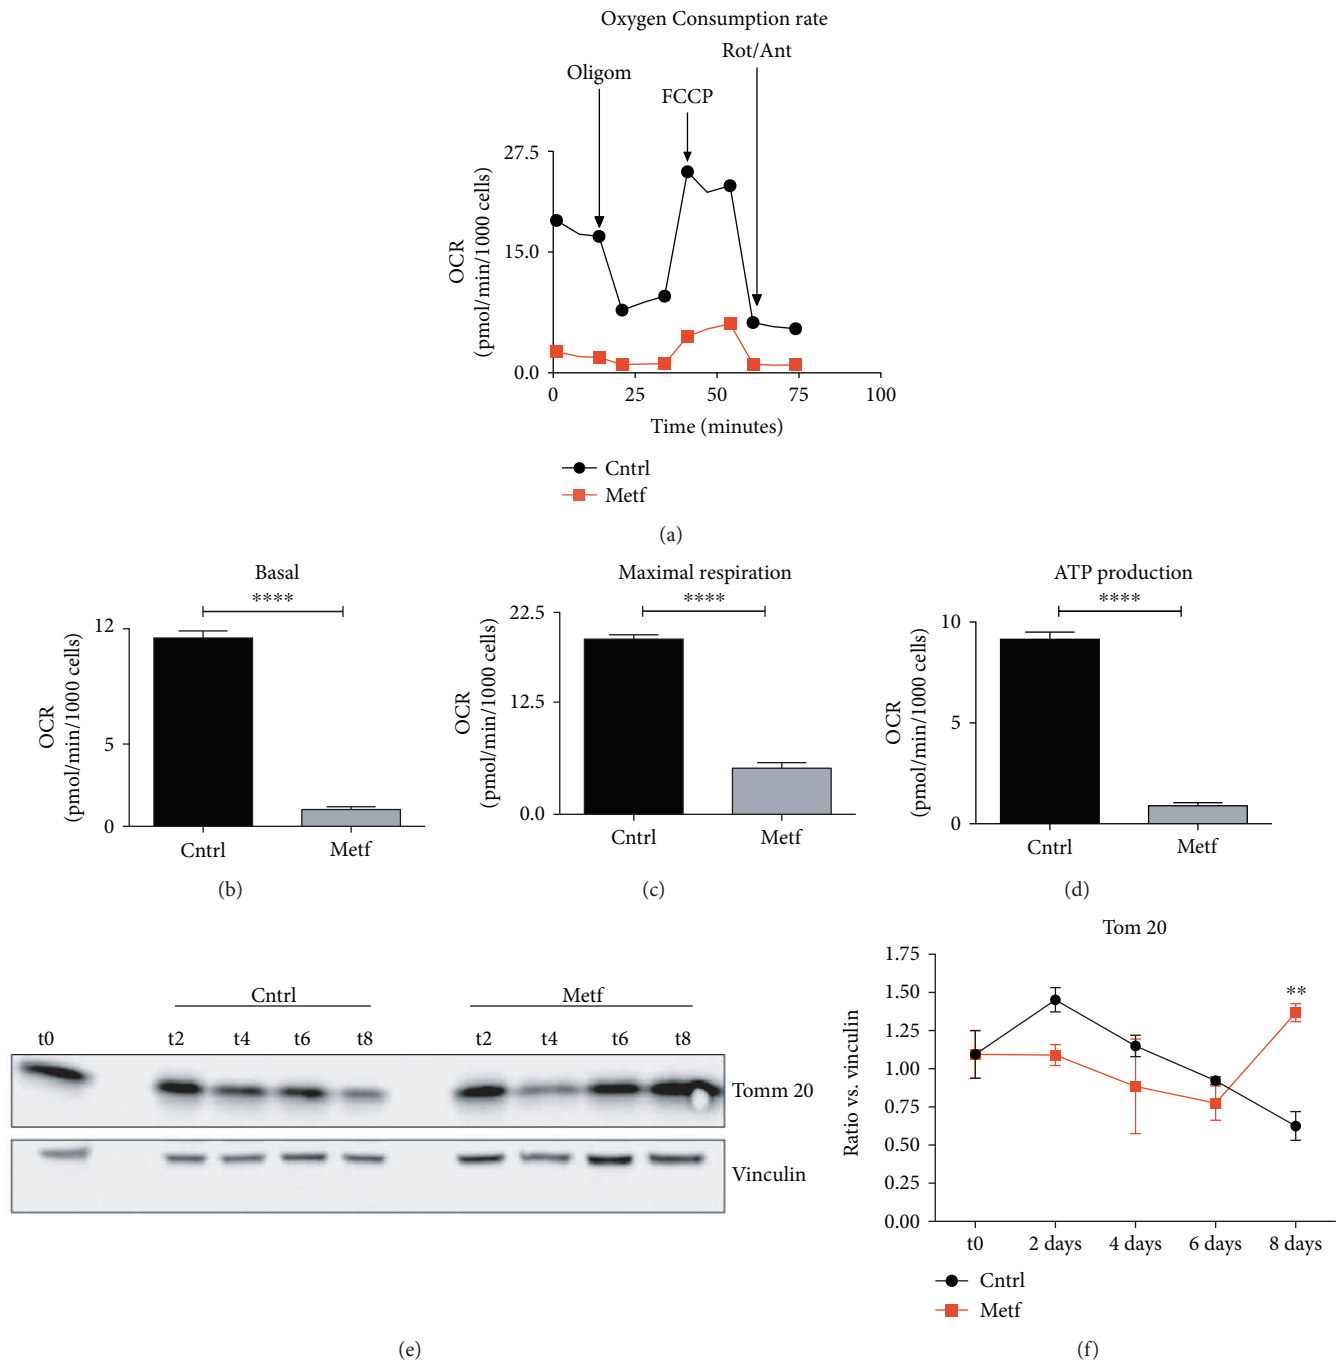 Oxygen Consumption rate
Rot/Ant
Oligom
FCCP
27.5
15.0
0.0
OCR
(pmol/min/1000 cells)
0 25 50 75 100
Time (minutes)
Cntrl
Metf
(a)
Basal
****
12
5
0
OCR
(pmol/min/1000 cells)
Cntrl Metf
(b)
Maximal respiration
****
22.5
12.5
0.0
OCR
(pmol/min/1000 cells)
Cntrl Metf
(c)
ATP production
****
10
5
0
OCR
(pmol/min/1000 cells)
Cntrl Metf
(d)
Cntrl Metf
t0 t2 t4 t6 t8 t2 t4 t6 t8
Tomm 20
Vinculin
(e)
Tom 20
1.75
1.50
1.25
1.00
0.75
0.50
0.25
0.00
Ratio vs. vinculin
**
t0 2 days 4 days 6 days 8 days
Cntrl
Metf
(f)